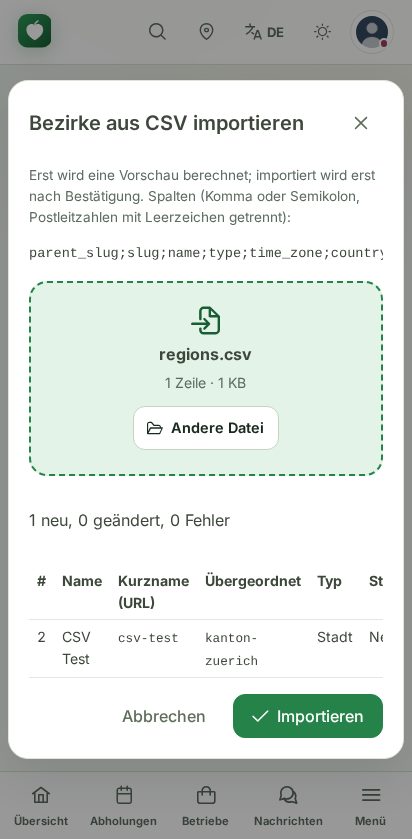 DE
Bezirke aus CSV importieren
Erst wird eine Vorschau berechnet; importiert wird erst
nach Bestätigung. Spalten (Komma oder Semikolon,
Postleitzahlen mit Leerzeichen getrennt):
parent_slug;slug;name;type;time_zone;country
regions.csv
1 Zeile · 1 KB
Andere Datei
1 neu, 0 geändert, 0 Fehler
# Name Kurzname Übergeordnet Typ St
(URL)
2 CSV csv-test kanton- Stadt Ne
Test zuerich
Abbrechen Importieren
Übersicht Abholungen Betriebe Nachrichten Menü